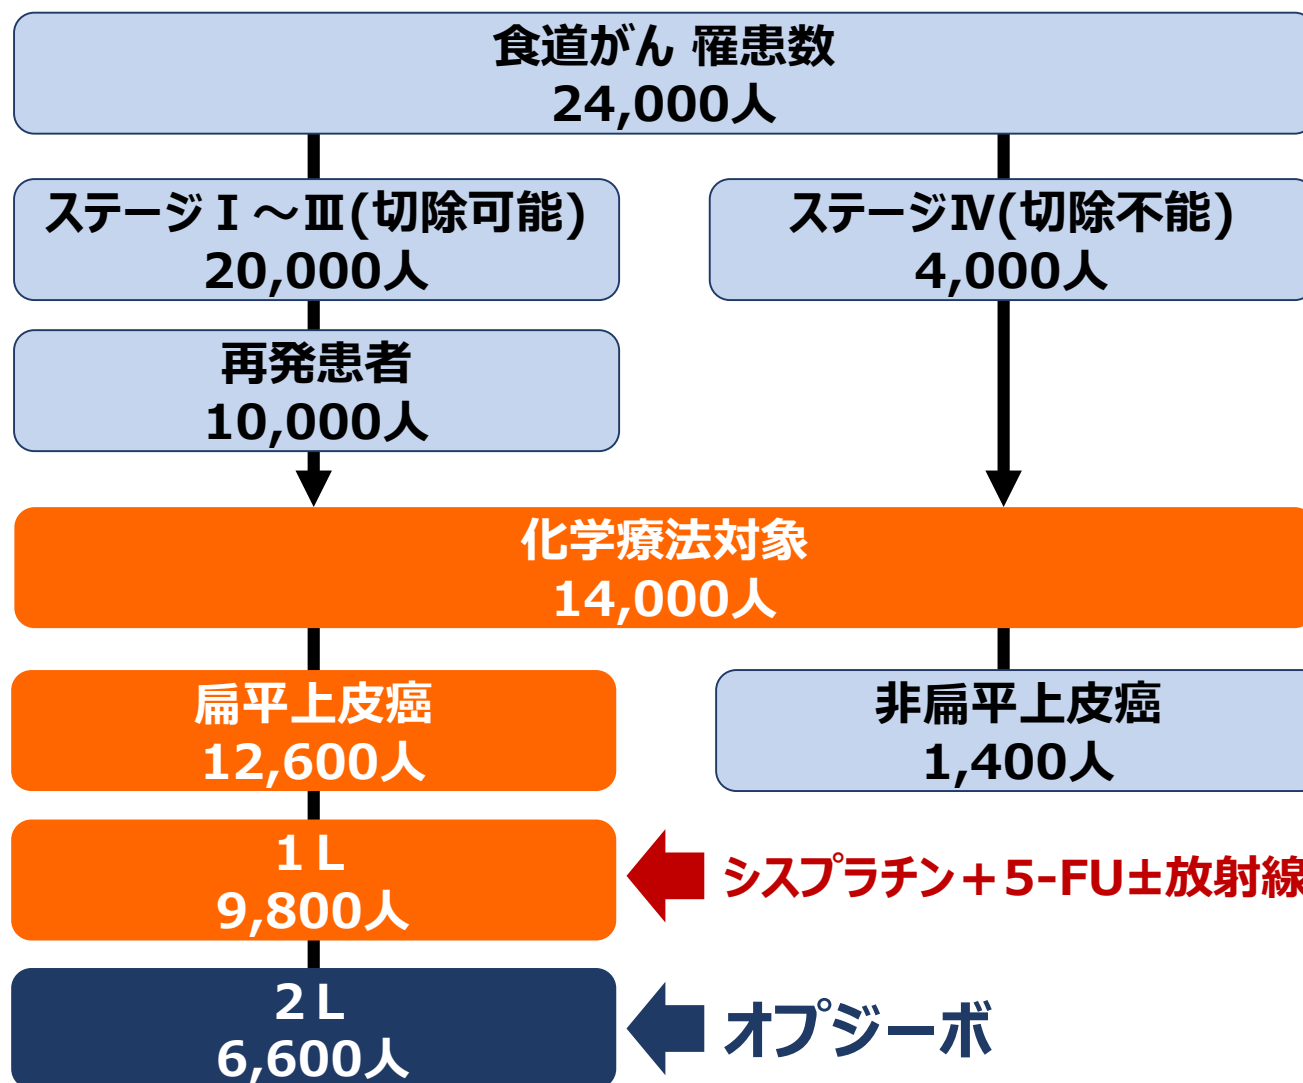 食道がん 罹患数
24,000人
ステージⅠ～Ⅲ(切除可能)
20,000人
ステージⅣ(切除不能)
4,000人
再発患者
10,000人
化学療法対象
14,000人
扁平上皮癌
12,600人
非扁平上皮癌
1,400人
1L
9,800人
シスプラチン＋5-FU±放射線
2L
6,600人
オプジーボ